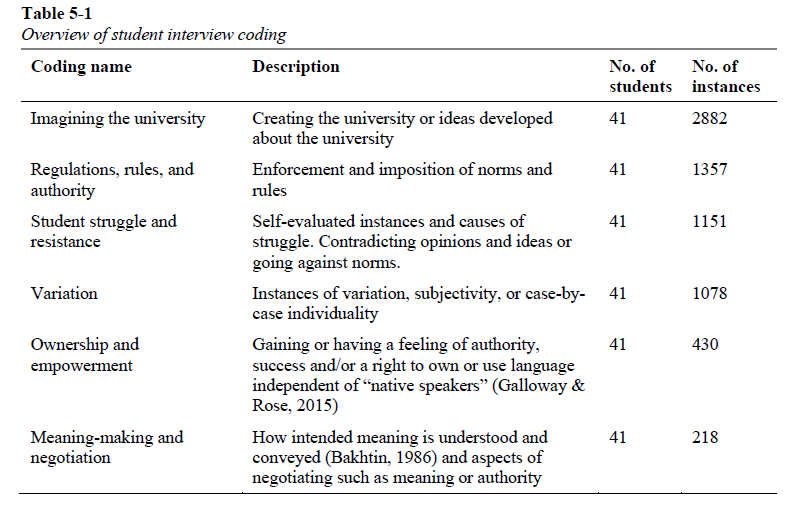 Table 5-1
Overview of student interview coding
Coding name Description No. of students No. of instances
Imagining the university Creating the university or ideas developed about the university 41 2882
Regulations, rules, and authority Enforcement and imposition of norms and rules 41 1357
Student struggle and resistance Self-evaluated instances and causes of struggle. Contradicting opinions and ideas or going against norms. 41 1151
Variation Instances of variation, subjectivity, or case-by-case individuality 41 1078
Ownership and empowerment Gaining or having a feeling of authority, success and/or a right to own or use language independent of “native speakers” (Galloway & Rose, 2015) 41 430
Meaning-making and negotiation How intended meaning is understood and conveyed (Bakhtin, 1986) and aspects of negotiating such as meaning or authority 41 218